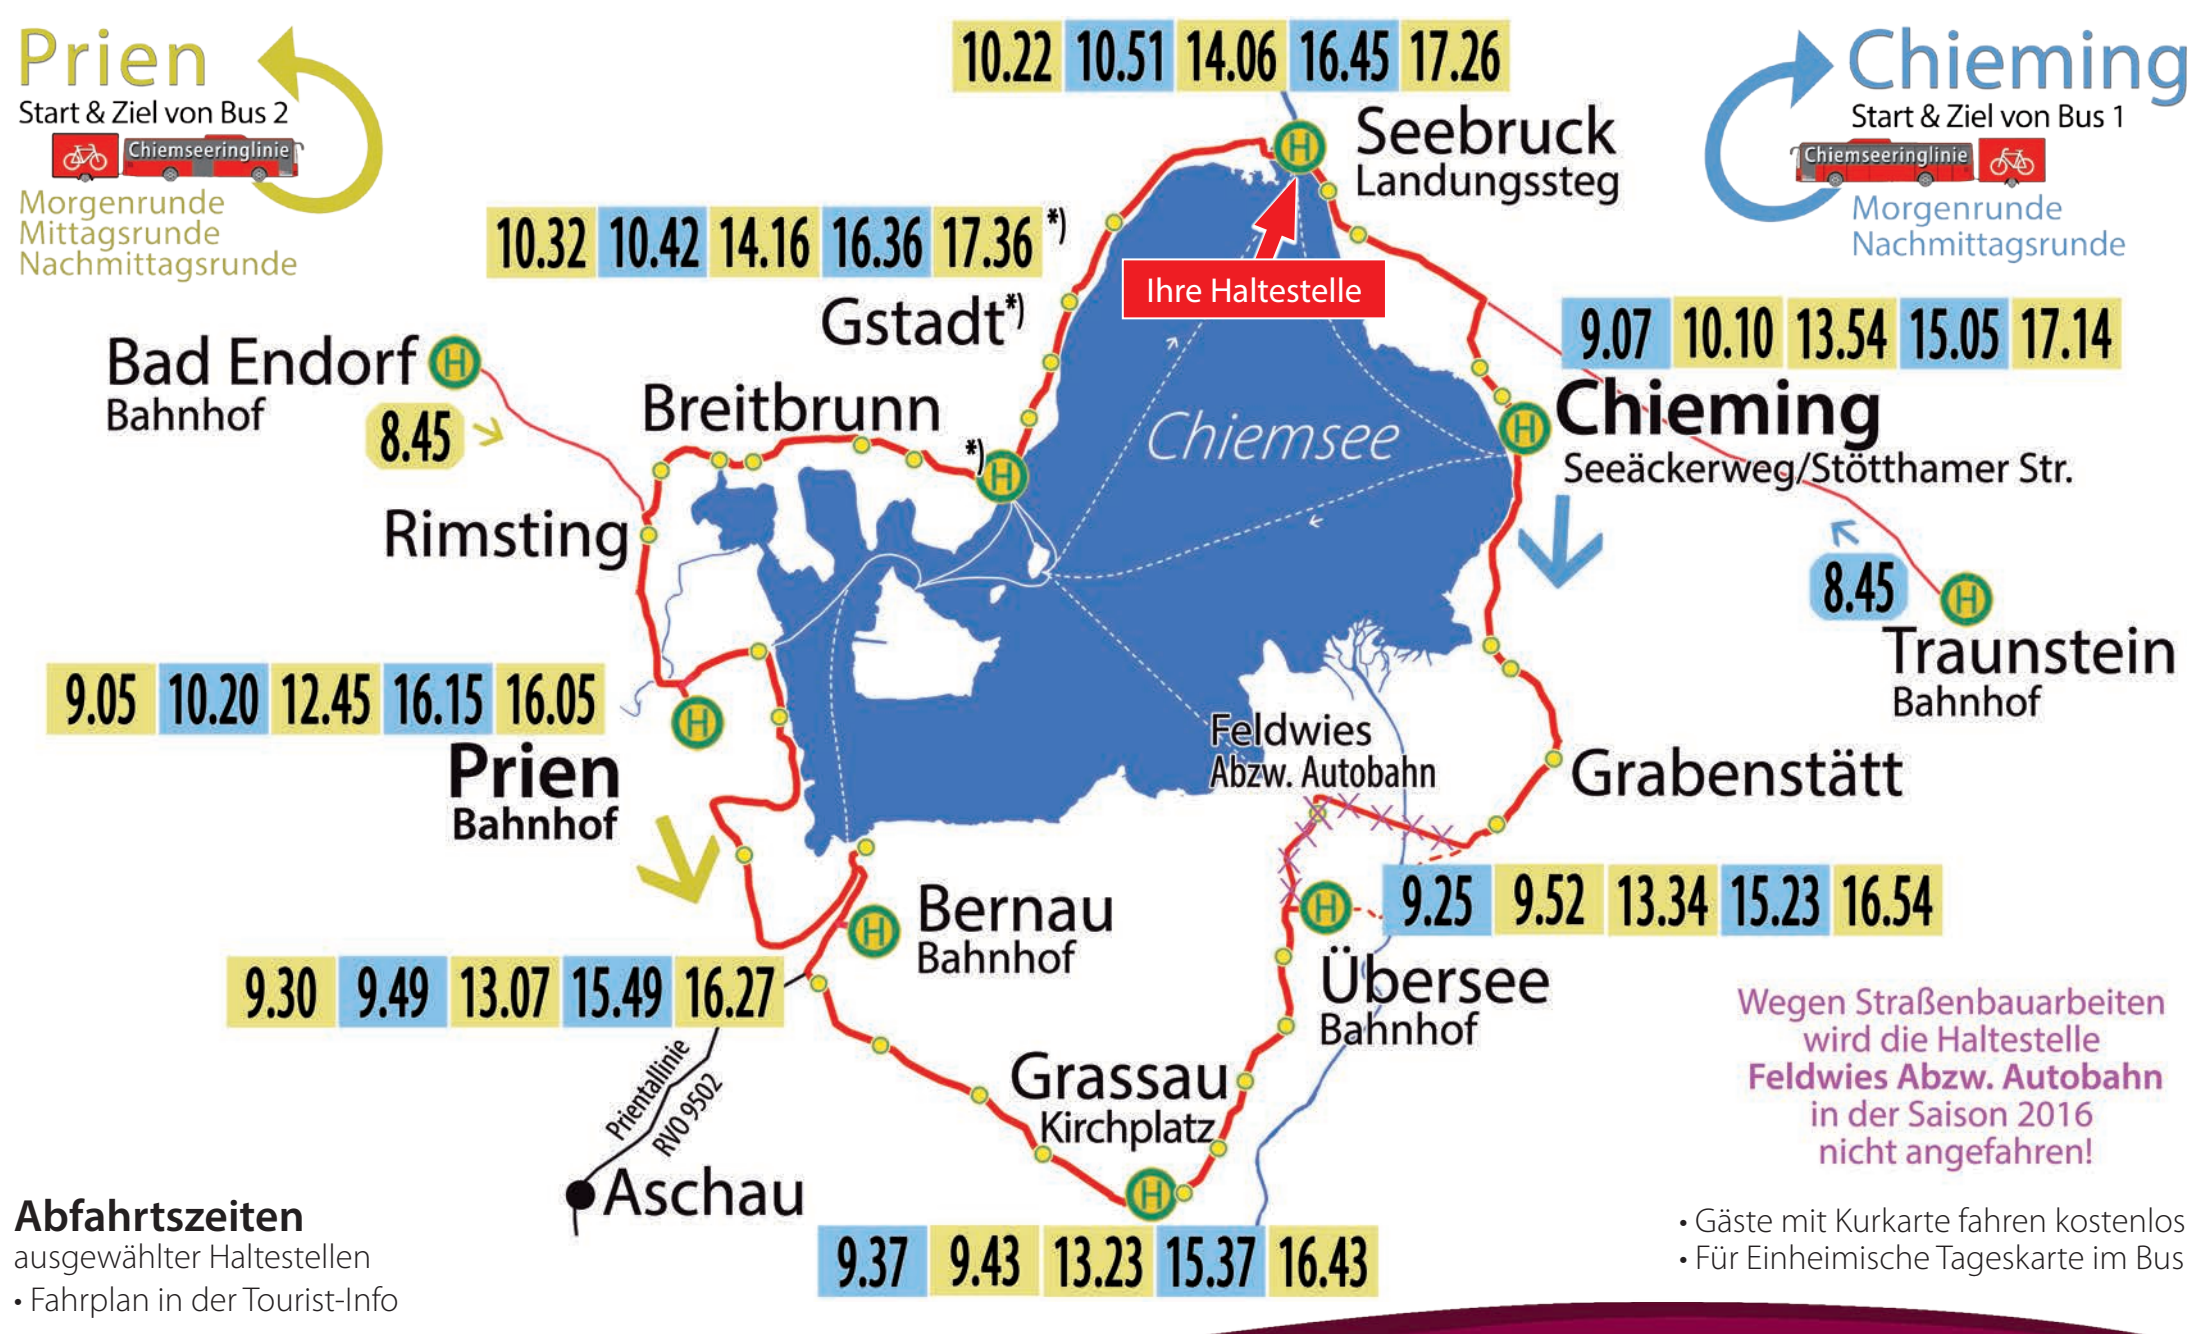 Prien
Start & Ziel von Bus 2
Chiemseeringlinie
Morgenrunde
Mittagsrunde
Nachmittagsrunde
10.22 10.51 14.06 16.45 17.26
Seebruck
Landungssteg
Chieming
Start & Ziel von Bus 1
Chiemseeringlinie
Morgenrunde
Nachmittagsrunde
10.32 10.42 14.16 16.36 17.36 *)
Gstadt*)
Ihre Haltestelle
9.07 10.10 13.54 15.05 17.14
Chieming
Seeäckerweg/Stötthamer Str.
Bad Endorf
Bahnhof
8.45
Breitbrunn
*)
Chiemsee
Rimsting
8.45
Traunstein
Bahnhof
9.05 10.20 12.45 16.15 16.05
Prien
Bahnhof
Feldwies
Abzw. Autobahn
Grabenstätt
9.25 9.52 13.34 15.23 16.54
Übersee
Bahnhof
Bernau
Bahnhof
9.30 9.49 13.07 15.49 16.27
Prientallinie
RVO 9502
Aschau
Grassau
Kirchplatz
9.37 9.43 13.23 15.37 16.43
Wegen Straßenbauarbeiten
wird die Haltestelle
Feldwies Abzw. Autobahn
in der Saison 2016
nicht angefahren!
Abfahrtszeiten
ausgewählter Haltestellen
• Fahrplan in der Tourist-Info
• Gäste mit Kurkarte fahren kostenlos
• Für Einheimische Tageskarte im Bus
H
H
H
H
H
H
H
H
H